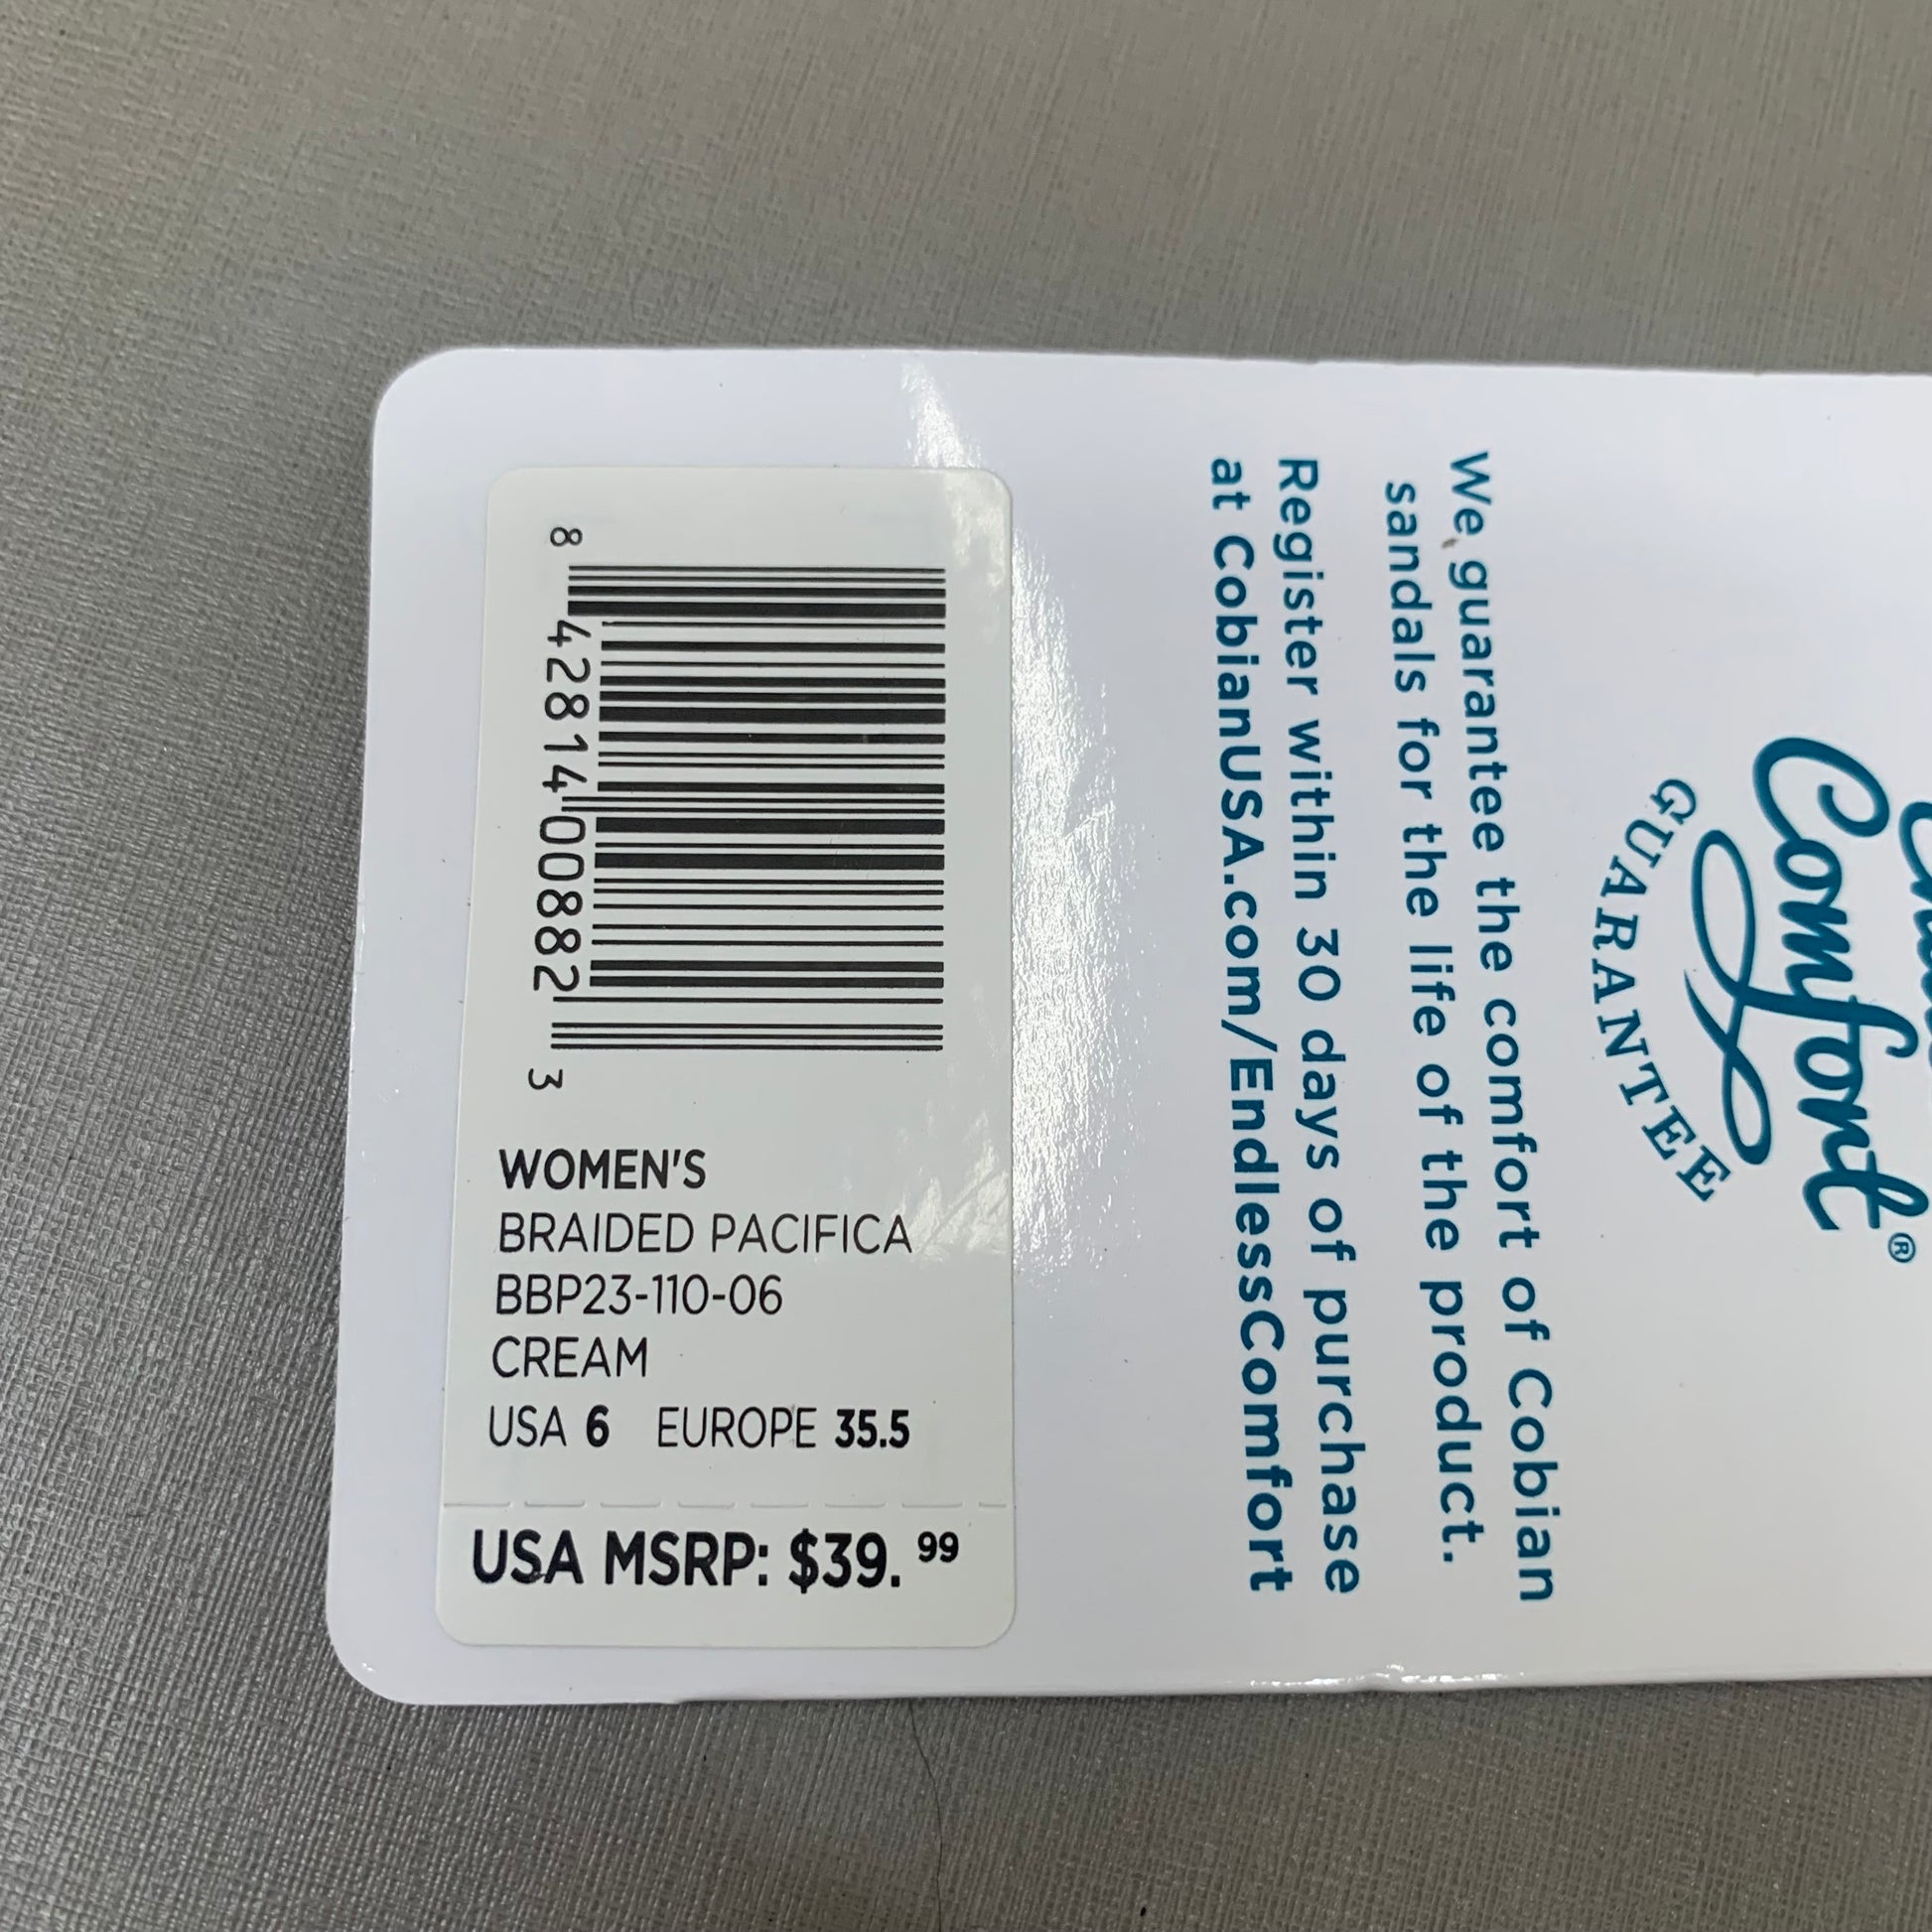 Comfort®
GUARANTEE
We guarantee the comfort of Cobian
sandals for the life of the product.
Register within 30 days of purchase
at CobianUSA.com/EndlessComfort
8 42814 00882 3
WOMEN'S
BRAIDED PACIFICA
BBP23-110-06
CREAM
USA 6 EUROPE 35.5
USA MSRP: $39.99